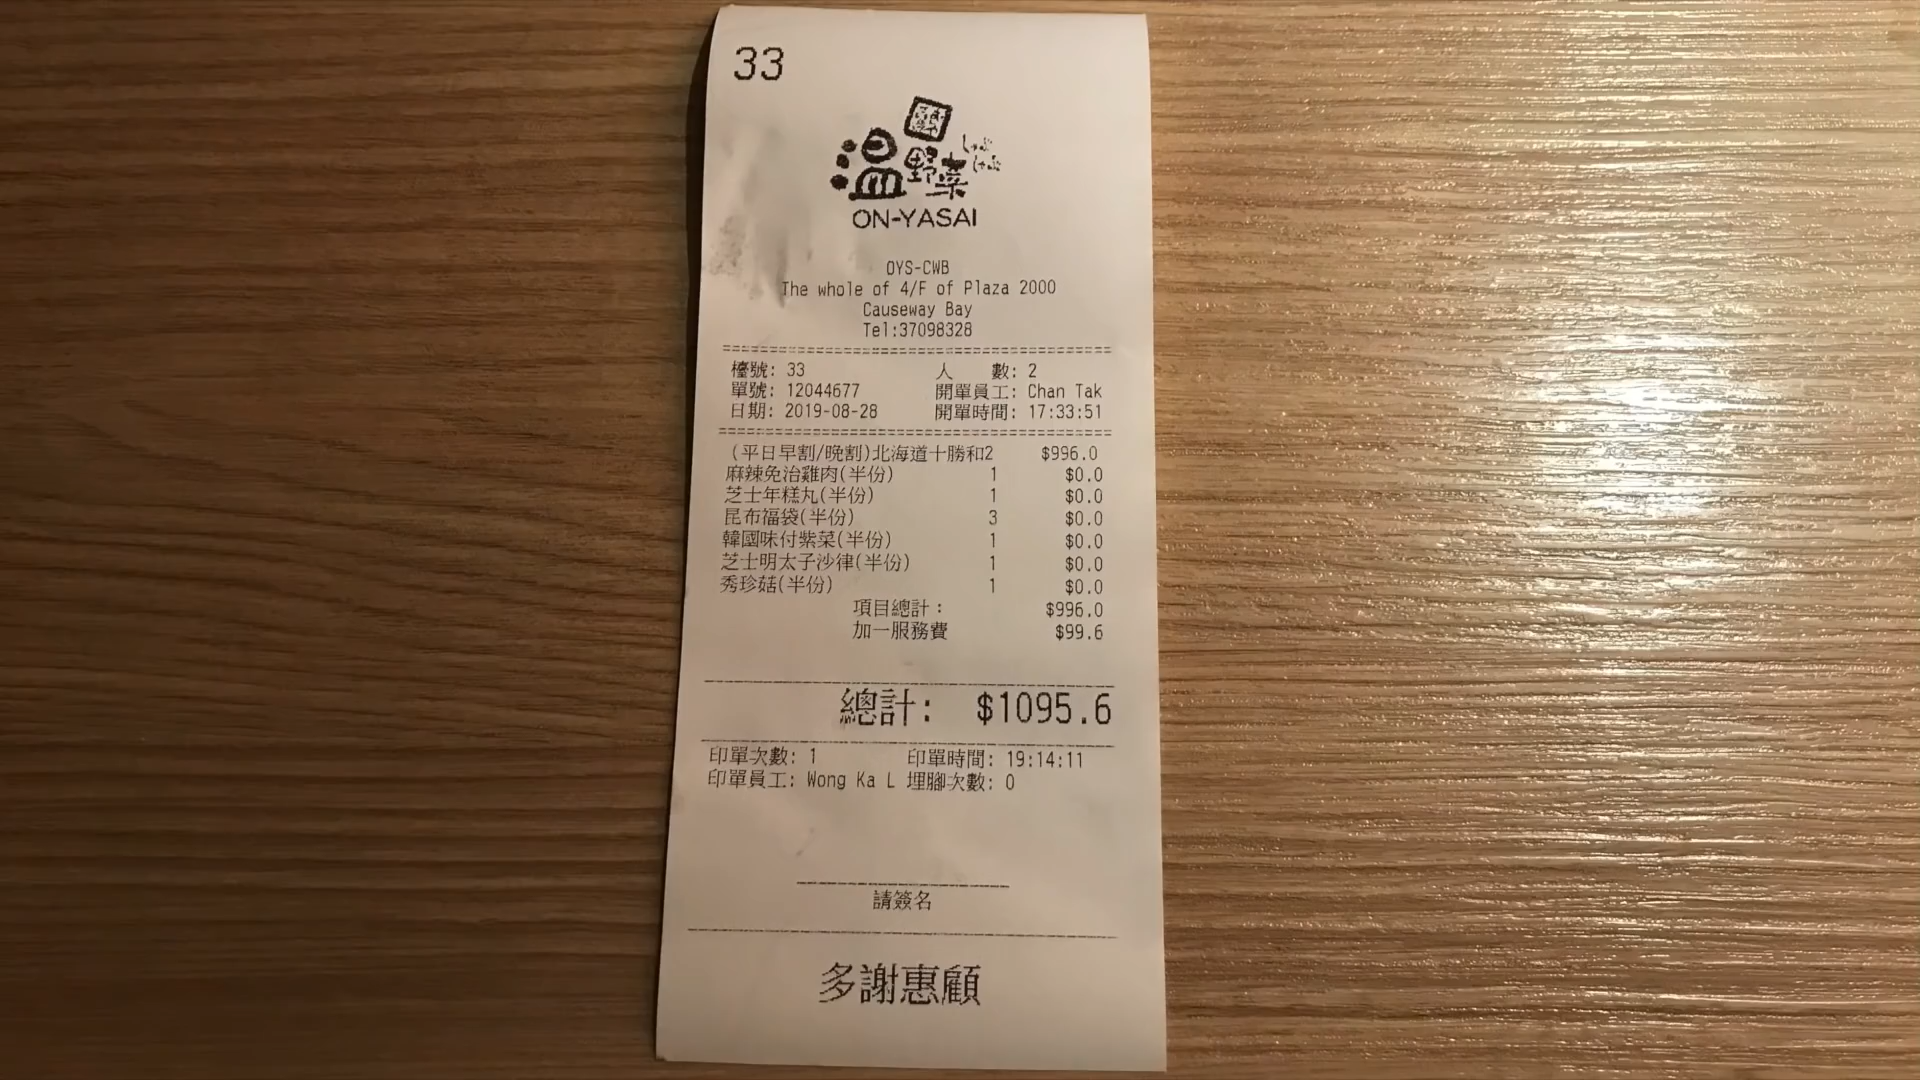 33
温野菜 しゃぶしゃぶ
ON-YASAI
OYS-CWB
The whole of 4/F of Plaza 2000
Causeway Bay
Tel:37098328
檯號: 33 人 數: 2
單號: 12044677 開單員工: Chan Tak
日期: 2019-08-28 開單時間: 17:33:51
(平日早割/晚割)北海道十勝和2 $996.0
麻辣免治雞肉(半份) 1 $0.0
芝士年糕丸(半份) 1 $0.0
昆布福袋(半份) 3 $0.0
韓國味付紫菜(半份) 1 $0.0
芝士明太子沙律(半份) 1 $0.0
秀珍菇(半份) 1 $0.0
項目總計: $996.0
加一服務費 $99.6
總計: $1095.6
印單次數: 1 印單時間: 19:14:11
印單員工: Wong Ka L 埋腳次數: 0
請簽名
多謝惠顧